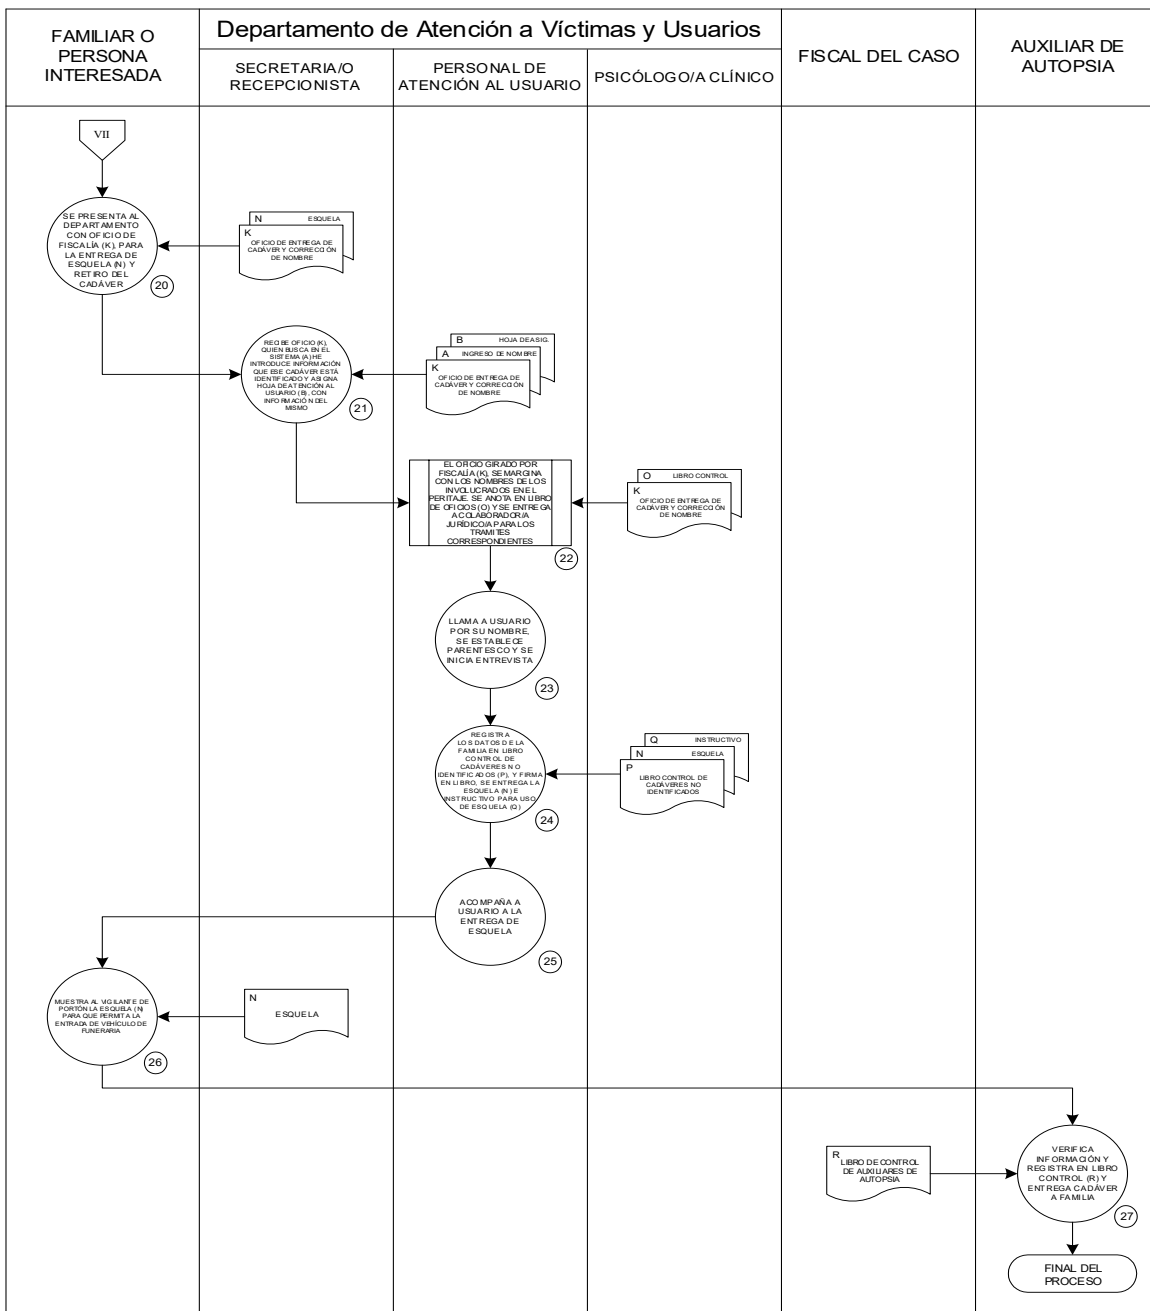 FAMILIAR O
PERSONA
INTERESADA
Departamento de Atención a Víctimas y Usuarios
SECRETARIA/O
RECEPCIONISTA
PERSONAL DE
ATENCIÓN AL USUARIO
PSICÓLOGO/A CLÍNICO
FISCAL DEL CASO
AUXILIAR DE
AUTOPSIA
VII
SE PRESENTA AL
DEPARTAMENTO
CON OFICIO DE
FISCALÍA (K), PARA
LA ENTREGA DE
ESQUELA (N) Y
RETIRO DEL
CADÁVER
20
N ESQUELA
K
OFICIO DE ENTREGA DE
CADÁVER Y CORRECCIÓN
DE NOMBRE
RECIBE OFICIO (K),
QUIEN BUSCA EN EL
SISTEMA (A) HE
INTRODUCE INFORMACIÓN
QUE ESE CADÁVER ESTÁ
IDENTIFICADO Y ASIGNA
HOJA DE ATENCIÓN AL
USUARIO (B), CON
INFORMACIÓN DEL
MISMO
21
B HOJA DE ASIG.
A INGRESO DE NOMBRE
K
OFICIO DE ENTREGA DE
CADÁVER Y CORRECCIÓN
DE NOMBRE
EL OFICIO GIRADO POR
FISCALÍA (K), SE MARGINA
CON LOS NOMBRES DE LOS
INVOLUCRADOS EN EL
PERITAJE. SE ANOTA EN LIBRO
DE OFICIOS (O) Y SE ENTREGA
A COLABORADOR/A
JURÍDICO/A PARA LOS
TRAMITES
CORRESPONDIENTES
22
O LIBRO CONTROL
K
OFICIO DE ENTREGA DE
CADÁVER Y CORRECCIÓN
DE NOMBRE
LLAMA A USUARIO
POR SU NOMBRE,
SE ESTABLECE
PARENTESCO Y SE
INICIA ENTREVISTA
23
REGISTRA
LOS DATOS DE LA
FAMILIA EN LIBRO
CONTROL DE
CADÁVERES NO
IDENTIFICADOS (P), Y FIRMA
EN LIBRO, SE ENTREGA LA
ESQUELA (N) E
INSTRUCTIVO PARA USO
DE ESQUELA (Q)
24
Q INSTRUCTIVO
N ESQUELA
P
LIBRO CONTROL DE
CADÁVERES NO
IDENTIFICADOS
ACOMPAÑA A
USUARIO A LA
ENTREGA DE
ESQUELA
25
MUESTRA AL VIGILANTE DE
PORTÓN LA ESQUELA (N)
PARA QUE PERMITA LA
ENTRADA DE VEHÍCULO DE
FUNERARIA
26
N
ESQUELA
R
LIBRO DE CONTROL
DE AUXILIARES DE
AUTOPSIA
VERIFICA
INFORMACIÓN Y
REGISTRA EN LIBRO
CONTROL (R) Y
ENTREGA CADÁVER
A FAMILIA
27
FINAL DEL
PROCESO